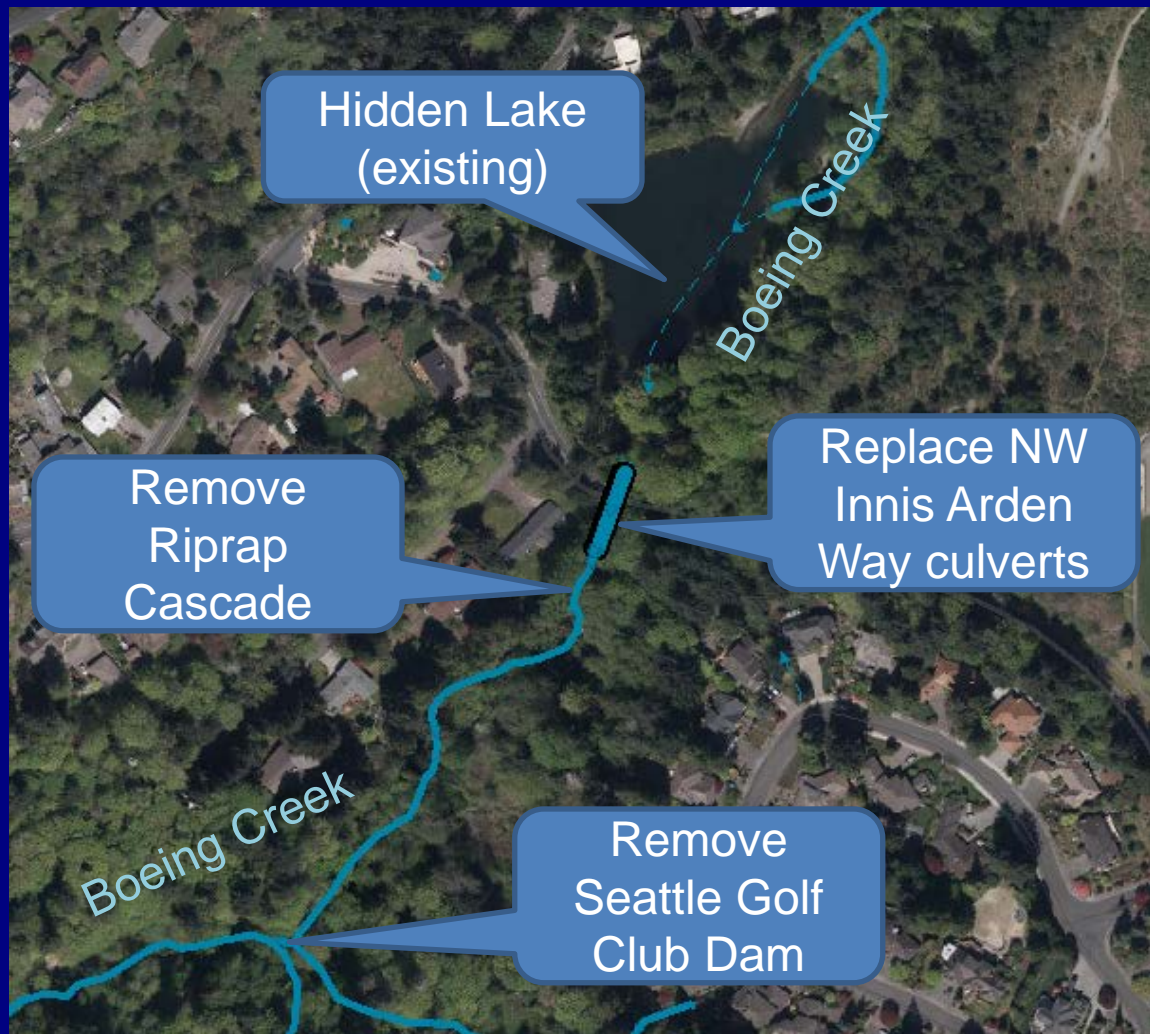 Hidden Lake
(existing)
Boeing Creek
Replace NW
Innis Arden
Way culverts
Remove
Riprap
Cascade
Boeing Creek
Remove
Seattle Golf
Club Dam